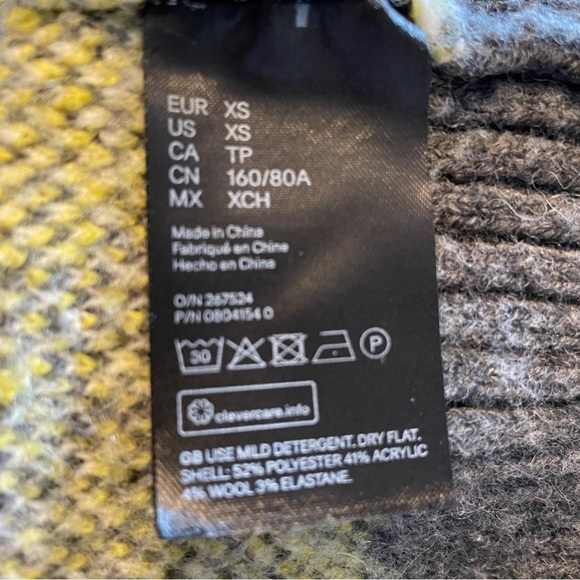 EUR XS
US XS
CA TP
CN 160/80A
MX XCH
Made in China
Fabriqué en Chine
Hecho en China
O/N 267524
P/N 0804154 0
30 P
clevercare.info
GB USE MILD DETERGENT. DRY FLAT.
SHELL: 52% POLYESTER 41% ACRYLIC
4% WOOL 3% ELASTANE.